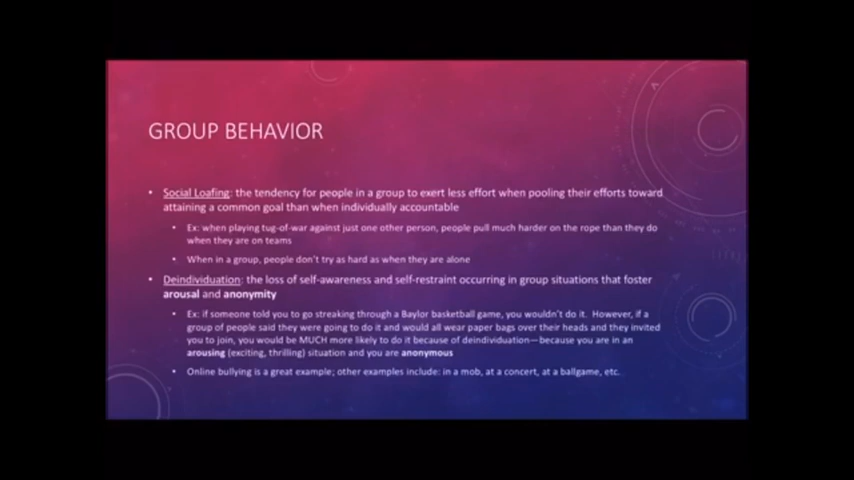 GROUP BEHAVIOR
• Social Loafing: the tendency for people in a group to exert less effort when pooling their efforts toward
attaining a common goal than when individually accountable
• Ex: when playing tug-of-war against just one other person, people pull much harder on the rope than they do
when they are on teams
• When in a group, people don't try as hard as when they are alone
• Deindividuation: the loss of self-awareness and self-restraint occurring in group situations that foster
arousal and anonymity
• Ex: if someone told you to go streaking through a Baylor basketball game, you wouldn't do it. However, if a
group of people said they were going to do it and would all wear paper bags over their heads and they invited
you to join, you would be MUCH more likely to do it because of deindividuation—because you are in an
arousing (exciting, thrilling) situation and you are anonymous
• Online bullying is a great example; other examples include: in a mob, at a concert, at a ballgame, etc.